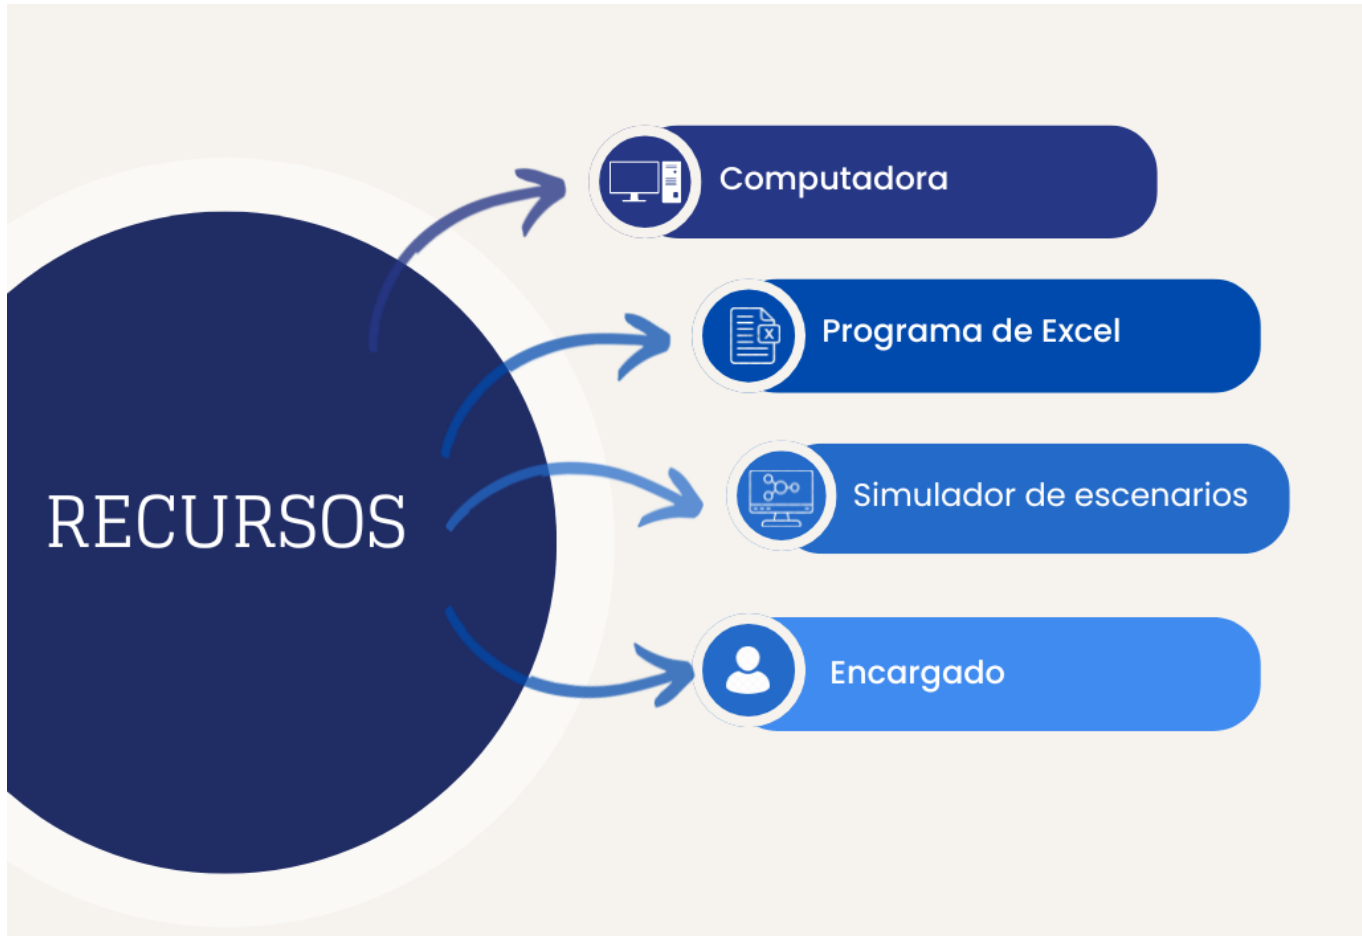 RECURSOS
Computadora
Programa de Excel
X
Simulador de escenarios
Encargado